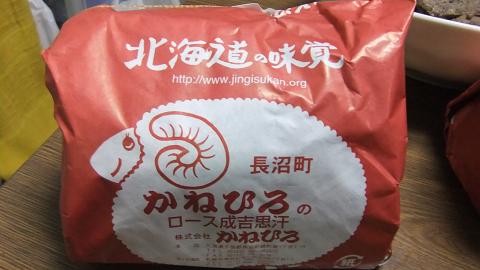 北海道の味覚
http://www.jingisukan.org
長沼町
かねひろの
ロース成吉思汗
株式会社 かねひろ